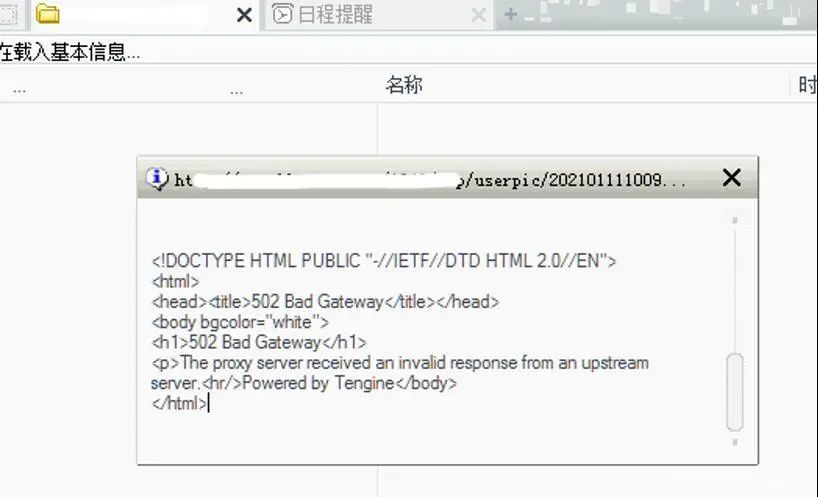 日程提醒
在载入基本信息...
...
...
名称
时
ht
p/userpic/202101111009...
<!DOCTYPE HTML PUBLIC "-//IETF//DTD HTML 2.0//EN">
<html>
<head><title>502 Bad Gateway</title></head>
<body bgcolor="white">
<h1>502 Bad Gateway</h1>
<p>The proxy server received an invalid response from an upstream
server.<hr/>Powered by Tengine</body>
</html>